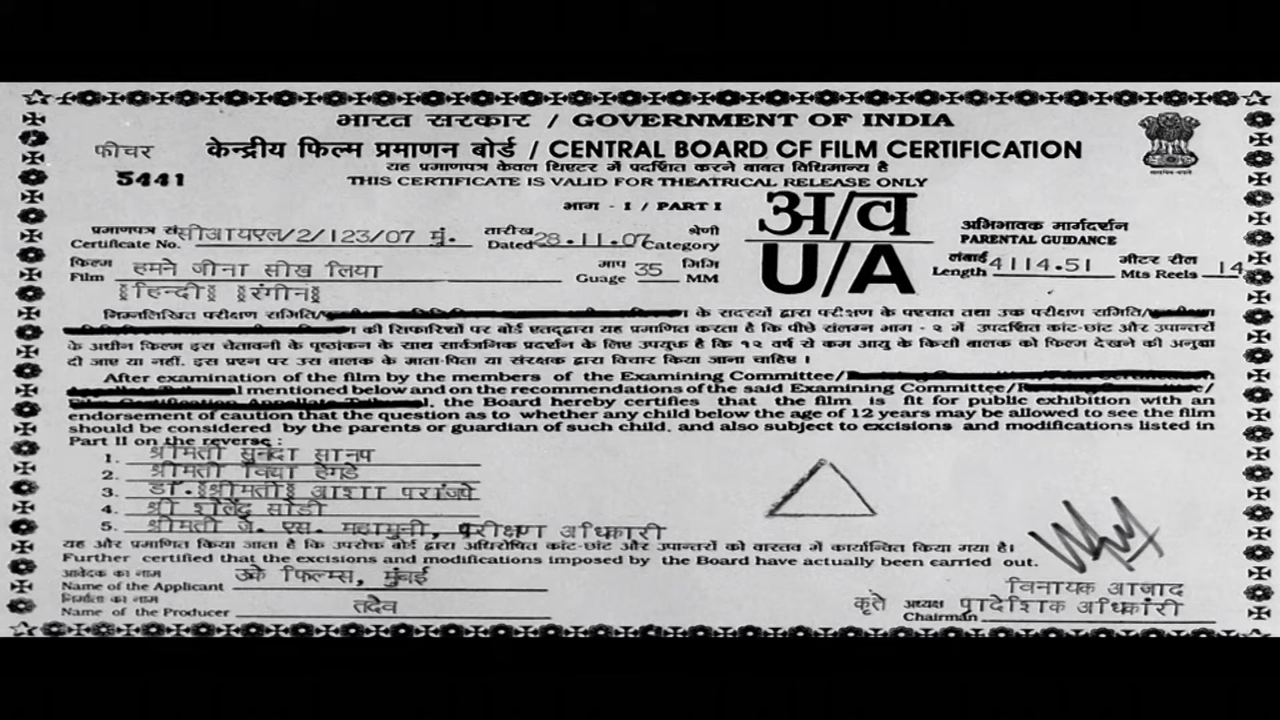 भारत सरकार / GOVERNMENT OF INDIA
फीचर
केन्द्रीय फिल्म प्रमाणन बोर्ड / CENTRAL BOARD OF FILM CERTIFICATION
यह प्रमाणपत्र केवल थिएटर में प्रदर्शित करने बाबत विधिमान्य है
5441
THIS CERTIFICATE IS VALID FOR THEATRICAL RELEASE ONLY
भाग - I / PART I
अ/व
प्रमाणपत्र सं सीआयएल/2/123/07 मुं. तारीख श्रेणी
Certificate No. Dated 28.11.07 Category
U/A
अभिभावक मार्गदर्शन
PARENTAL GUIDANCE
फिल्म हमने जीना सीख लिया माप 35 मिमि लंबाई 4114.51 मीटर रील 14
Film Guage MM Length Mts Reels
हिन्दी रंगीन
निम्नलिखित परीक्षण समिति/ के सदस्यों द्वारा परीक्षण के पश्चात तथा उक्त परीक्षण समिति/
की सिफारिशों पर बोर्ड एतद्द्वारा यह प्रमाणित करता है कि पीछे संलग्न भाग - २ में उपदर्शित कांट-छांट और उपान्तरों
के अधीन फिल्म इस चेतावनी के पृष्ठांकन के साथ सार्वजनिक प्रदर्शन के लिए उपयुक्त है कि १२ वर्ष से कम आयु के किसी बालक को फिल्म देखने की अनुज्ञा
दी जाए या नहीं. इस प्रश्न पर उस बालक के माता-पिता या संरक्षक द्वारा विचार किया जाना चाहिए।
After examination of the film by the members of the Examining Committee/
mentioned below and on the recommendations of the said Examining Committee/
, the Board hereby certifies that the film is fit for public exhibition with an
endorsement of caution that the question as to whether any child below the age of 12 years may be allowed to see the film
should be considered by the parents or guardian of such child, and also subject to excisions and modifications listed in
Part II on the reverse :
1. श्रीमती सुनंदा सानप
2. श्रीमती विद्या हेगडे
3. डा. श्रीमती आशा परांजपे
4. श्री शैलेंद्र सोडी
5. श्रीमती जे. एस. महामुनी, परीक्षण अधिकारी
यह और प्रमाणित किया जाता है कि उपरोक्त बोर्ड द्वारा अधिरोपित कांट-छांट और उपान्तरों को वास्तव में कार्यान्वित किया गया है।
Further certified that the excisions and modifications imposed by the Board have actually been carried out.
आवेदक का नाम
Name of the Applicant उके फिल्म्स, मुंबई
निर्माता का नाम
Name of the Producer तदेव
विनायक आजाद
कृते अध्यक्ष प्रादेशिक अधिकारी
Chairman